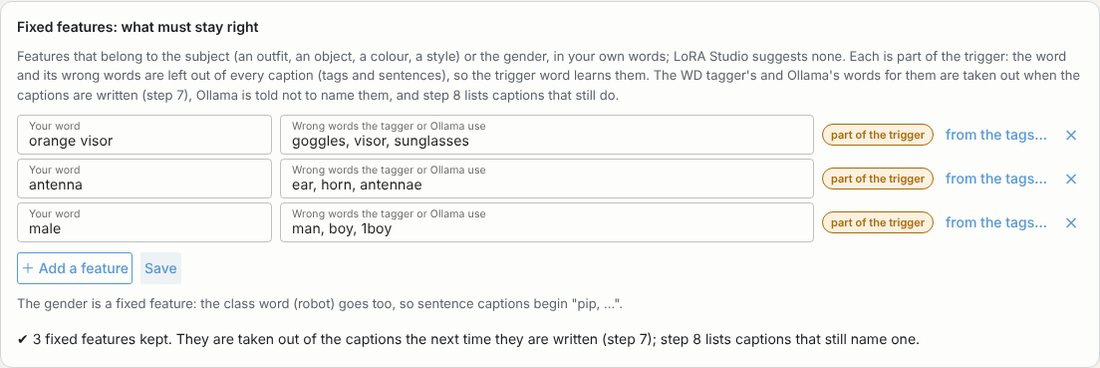 Fixed features: what must stay right
Features that belong to the subject (an outfit, an object, a colour, a style) or the gender, in your own words; LoRA Studio suggests none. Each is part of the trigger: the word
and its wrong words are left out of every caption (tags and sentences), so the trigger word learns them. The WD tagger's and Ollama's words for them are taken out when the
captions are written (step 7), Ollama is told not to name them, and step 8 lists captions that still do.
Your word
orange visor
Wrong words the tagger or Ollama use
goggles, visor, sunglasses
part of the trigger
from the tags...
×
Your word
antenna
Wrong words the tagger or Ollama use
ear, horn, antennae
part of the trigger
from the tags...
×
Your word
male
Wrong words the tagger or Ollama use
man, boy, 1boy
part of the trigger
from the tags...
×
+ Add a feature
Save
The gender is a fixed feature: the class word (robot) goes too, so sentence captions begin "pip, ...".
✔ 3 fixed features kept. They are taken out of the captions the next time they are written (step 7); step 8 lists captions that still name one.